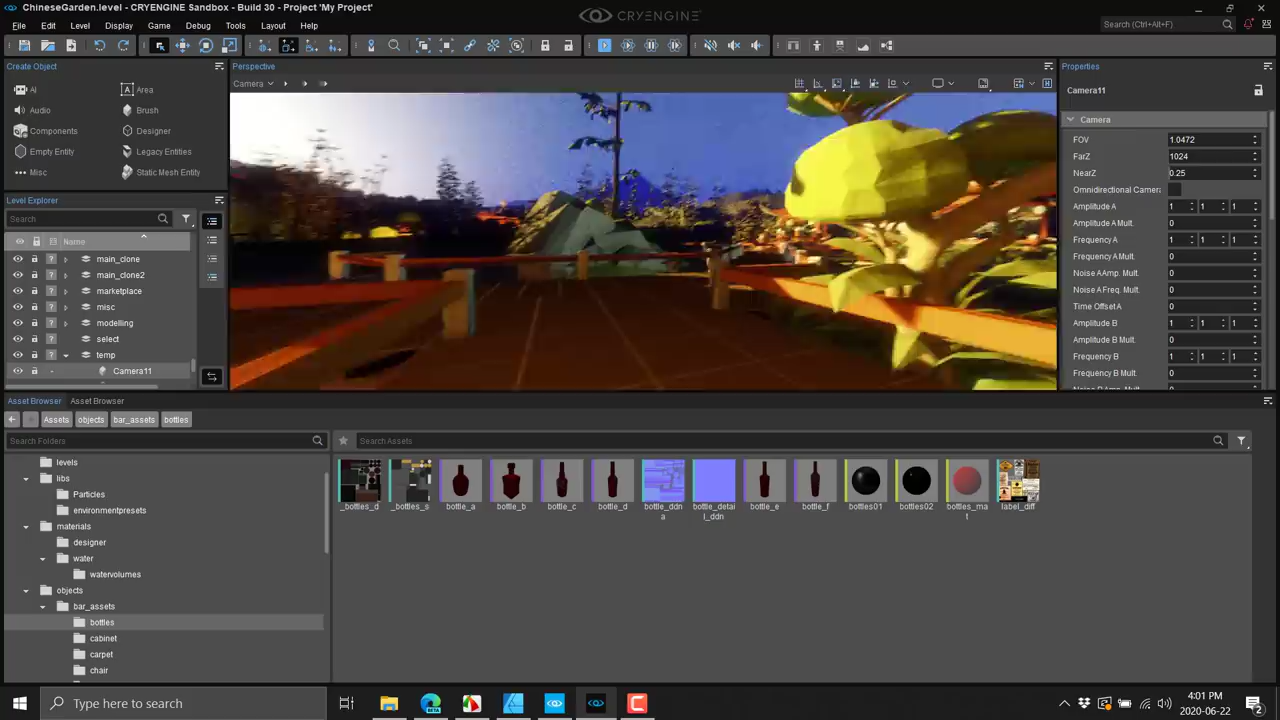 ChineseGarden.level - CRYENGINE Sandbox - Build 30 - Project 'My Project'
CRYENGINE
File Edit Level Display Game Debug Tools Layout Help
Search (Ctrl+Alt+F)
Create Object
AI
Area
Audio
Brush
Components
Designer
Empty Entity
Legacy Entities
Misc
Static Mesh Entity
Level Explorer
Search
Name
main_clone
main_clone2
marketplace
misc
modelling
select
temp
Camera11
Perspective
Camera
Properties
Camera11
Camera
FOV 1.0472
FarZ 1024
NearZ 0.25
Omnidirectional Camera
Amplitude A 1 1 1
Amplitude A Mult. 0
Frequency A 1 1 1
Frequency A Mult. 0
Noise A Amp. Mult. 0
Noise A Freq. Mult. 0
Time Offset A 0
Amplitude B 1 1 1
Amplitude B Mult. 0
Frequency B 1 1 1
Frequency B Mult. 0
Noise B Amp. Mult. 0
Asset Browser Asset Browser
Assets objects bar_assets bottles
Search Folders
Search Assets
levels
libs
Particles
environmentpresets
materials
designer
water
watervolumes
objects
bar_assets
bottles
cabinet
carpet
chair
_bottles_d
_bottles_s
bottle_a
bottle_b
bottle_c
bottle_d
bottle_ddn
a
bottle_detai
l_ddn
bottle_e
bottle_f
bottles01
bottles02
bottles_ma
t
label_diff
Type here to search
4:01 PM
2020-06-22
2